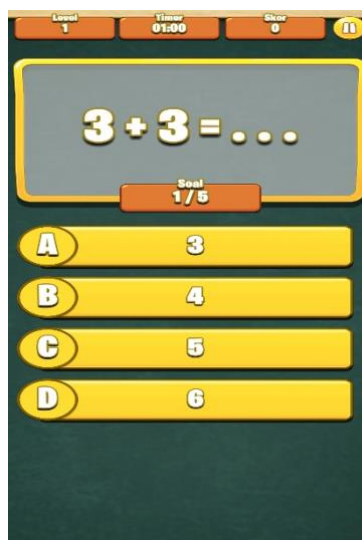 Level Timer Skor
1 01:00 0
3 + 3 = . . .
Soal
1 / 5
A 3
B 4
C 5
D 6